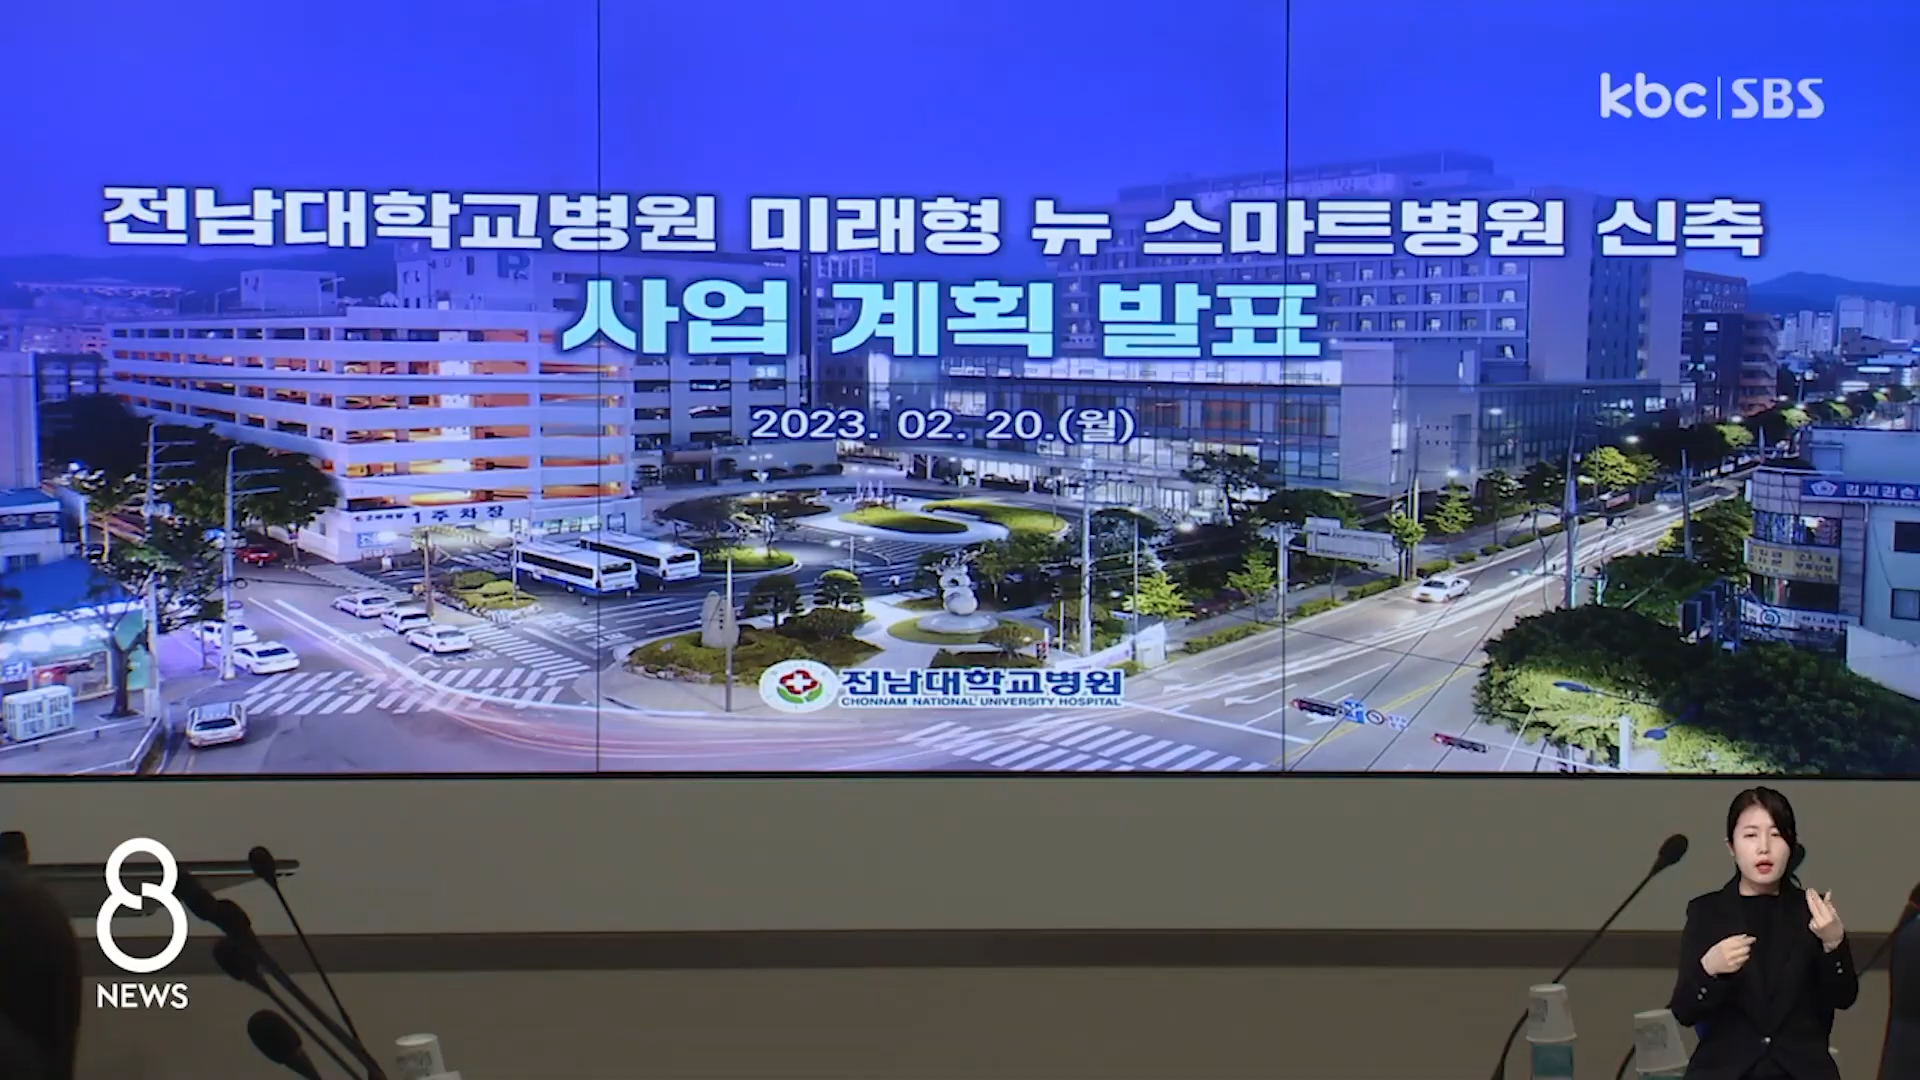 kbc SBS
전남대학교병원 미래형 뉴 스마트병원 신축
사업 계획 발표
2023. 02. 20.(월)
1주차장
전남대학교병원
CHONNAM NATIONAL UNIVERSITY HOSPITAL
8
NEWS